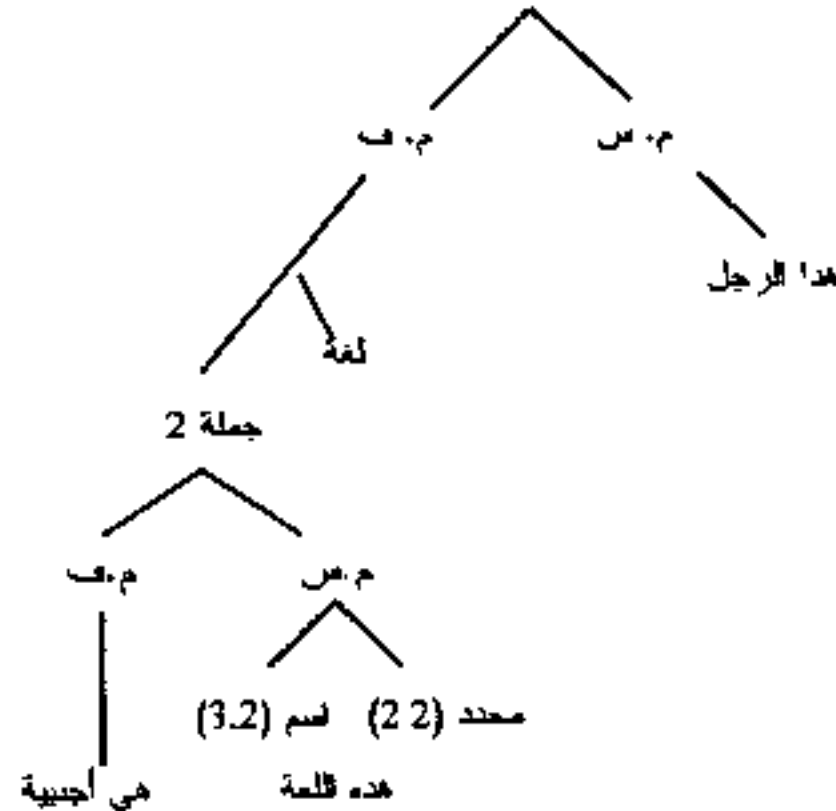 م. س م. ف
هذا الرجل
لغة
جملة 2
م.س م.ف
محدد (2 2) اسم (3.2)
هذه اللغة هي أجنبية